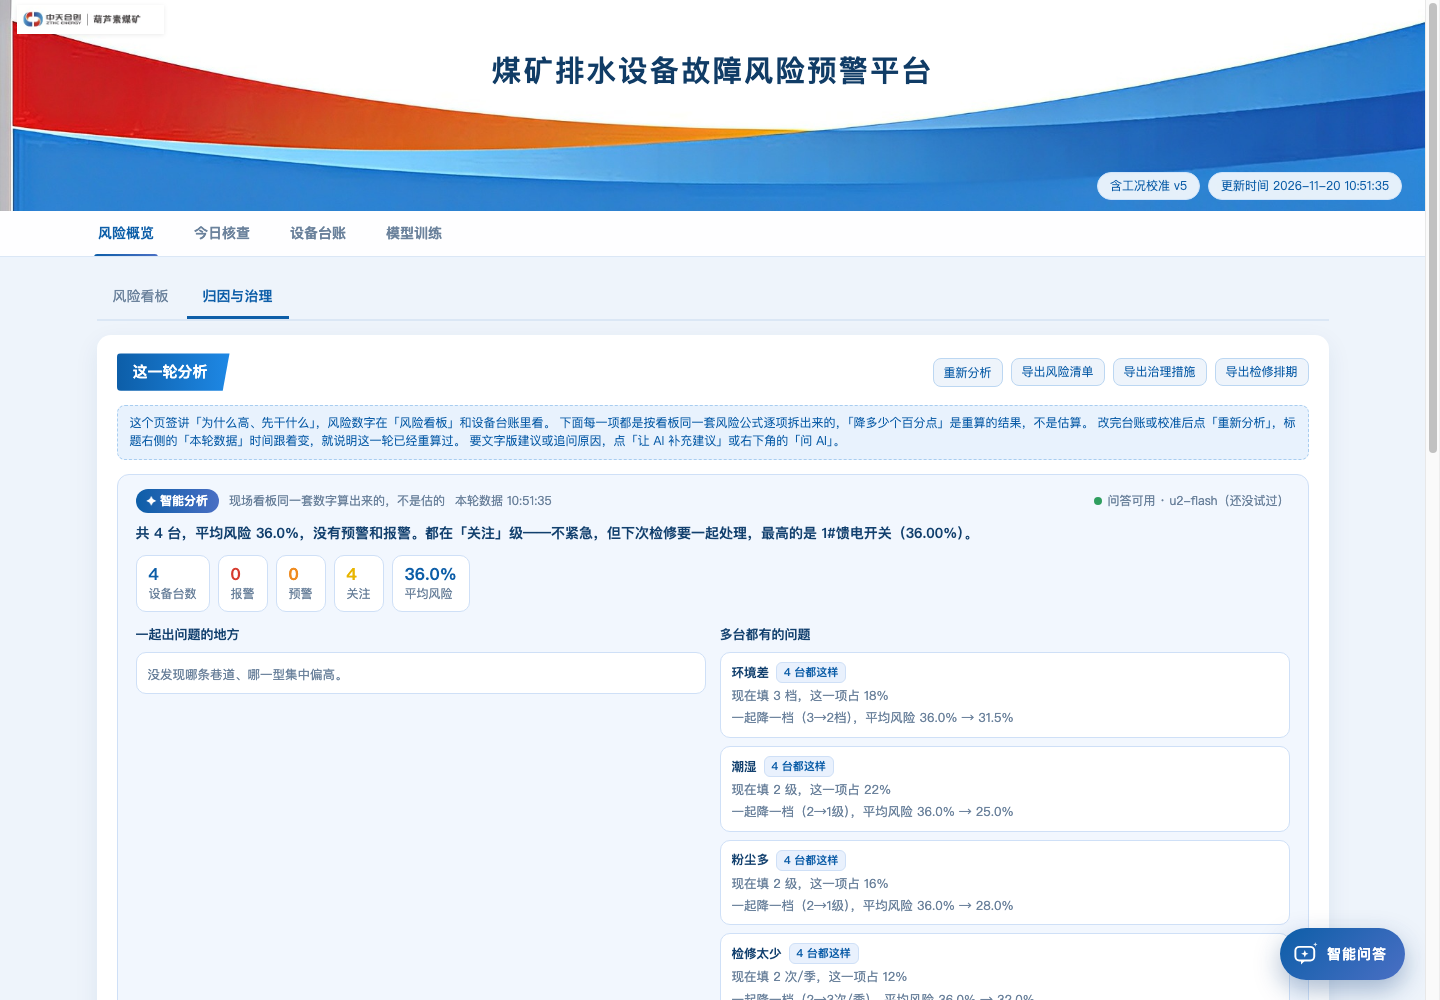 中天合创 ZTHC ENERGY | 葫芦素煤矿
煤矿排水设备故障风险预警平台
含工况校准 v5
更新时间 2026-11-20 10:51:35
风险概览 今日核查 设备台账 模型训练
风险看板 归因与治理
这一轮分析
重新分析 导出风险清单 导出治理措施 导出检修排期
这个页签讲「为什么高、先干什么」，风险数字在「风险看板」和设备台账里看。 下面每一项都是按看板同一套风险公式逐项拆出来的，「降多少个百分点」是重算的结果，不是估算。 改完台账或校准后点「重新分析」，标
题右侧的「本轮数据」时间跟着变，就说明这一轮已经重算过。 要文字版建议或追问原因，点「让 AI 补充建议」或右下角的「问 AI」。
✦ 智能分析 现场看板同一套数字算出来的，不是估的 本轮数据 10:51:35
问答可用 · u2-flash（还没试过）
共 4 台，平均风险 36.0%，没有预警和报警。都在「关注」级——不紧急，但下次检修要一起处理，最高的是 1#馈电开关（36.00%）。
4 0 0 4 36.0%
设备台数 报警 预警 关注 平均风险
一起出问题的地方
没发现哪条巷道、哪一型集中偏高。
多台都有的问题
环境差 4 台都这样
现在填 3 档，这一项占 18%
一起降一档（3→2档），平均风险 36.0% → 31.5%
潮湿 4 台都这样
现在填 2 级，这一项占 22%
一起降一档（2→1级），平均风险 36.0% → 25.0%
粉尘多 4 台都这样
现在填 2 级，这一项占 16%
一起降一档（2→1级），平均风险 36.0% → 28.0%
检修太少 4 台都这样
现在填 2 次/季，这一项占 12%
一起降一档（2→3次/季），平均风险 36.0% → 32.0%
智能问答